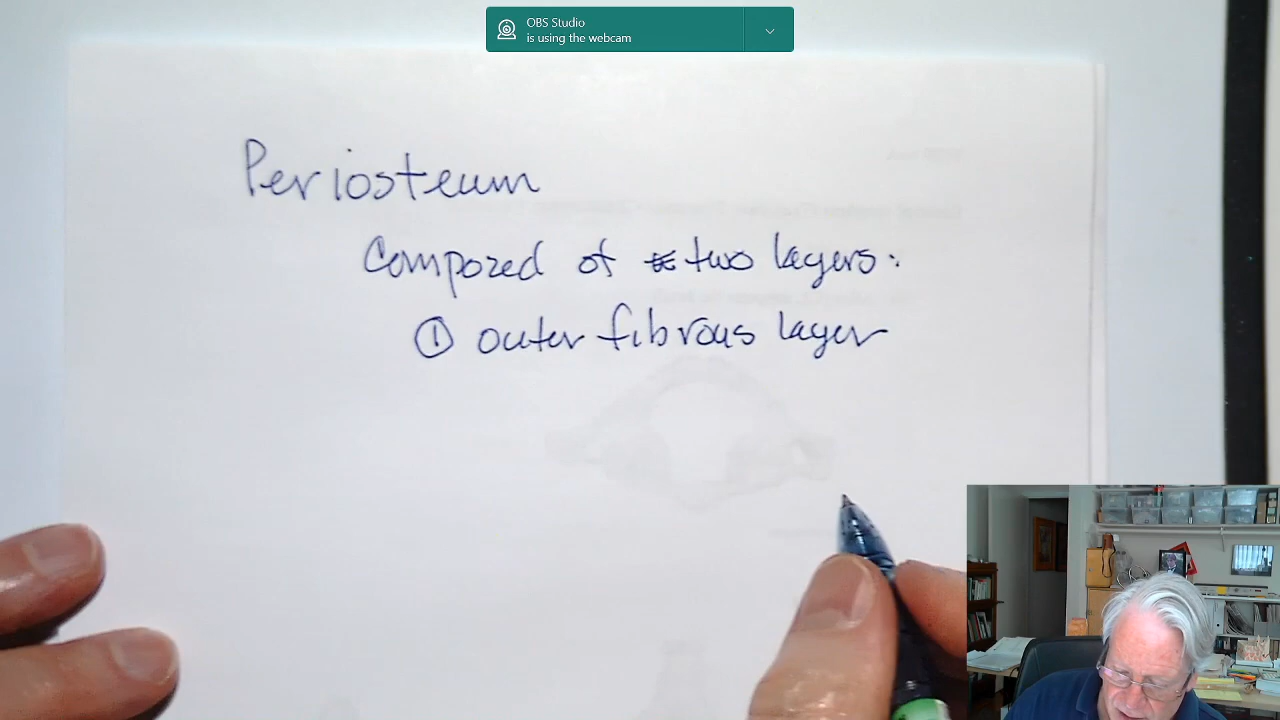 OBS Studio
is using the webcam
Periosteum
Composed of two layers:
① outer fibrous layer